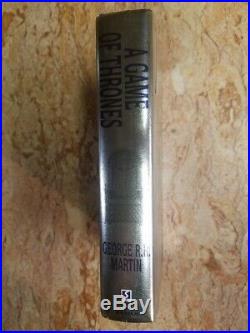 A GAME
OF THRONES
GEORGE R.R.
MARTIN